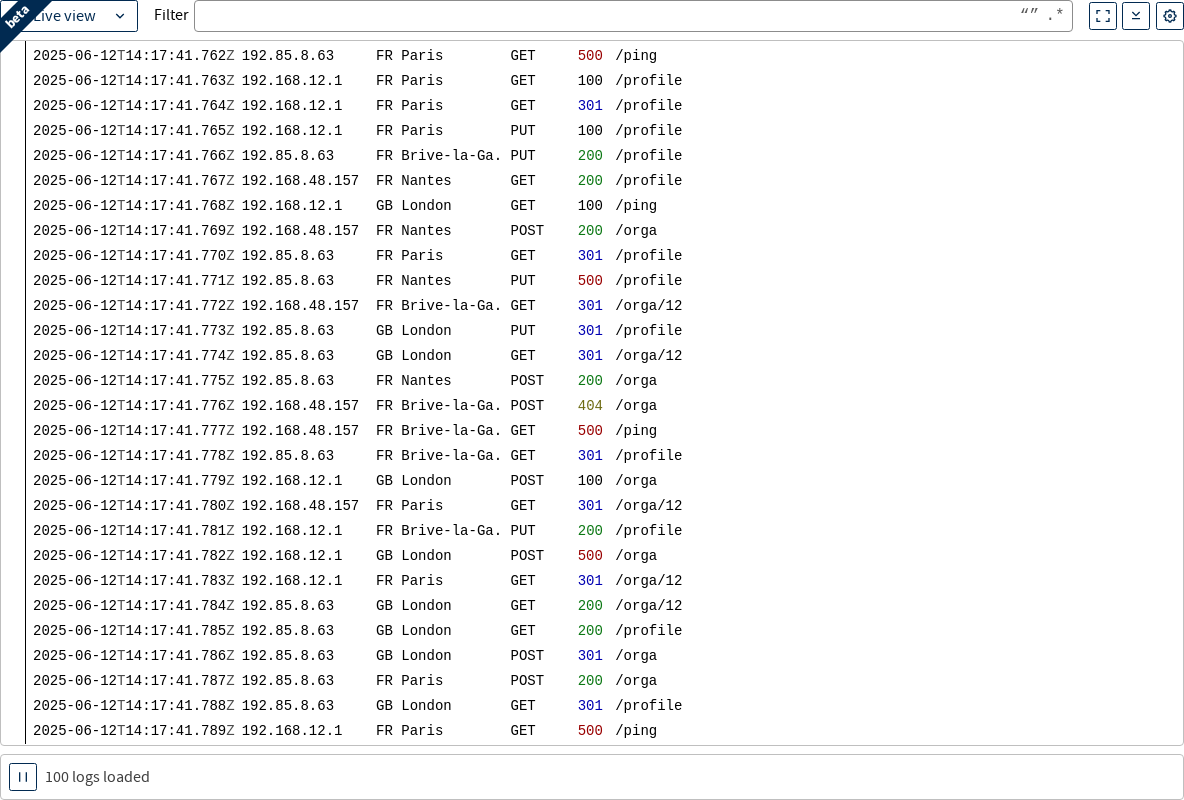 beta
Live view
Filter
“” .*
2025-06-12T14:17:41.762Z 192.85.8.63 FR Paris GET 500 /ping
2025-06-12T14:17:41.763Z 192.168.12.1 FR Paris GET 100 /profile
2025-06-12T14:17:41.764Z 192.168.12.1 FR Paris GET 301 /profile
2025-06-12T14:17:41.765Z 192.168.12.1 FR Paris PUT 100 /profile
2025-06-12T14:17:41.766Z 192.85.8.63 FR Brive-la-Ga. PUT 200 /profile
2025-06-12T14:17:41.767Z 192.168.48.157 FR Nantes GET 200 /profile
2025-06-12T14:17:41.768Z 192.168.12.1 GB London GET 100 /ping
2025-06-12T14:17:41.769Z 192.168.48.157 FR Nantes POST 200 /orga
2025-06-12T14:17:41.770Z 192.85.8.63 FR Paris GET 301 /profile
2025-06-12T14:17:41.771Z 192.85.8.63 FR Nantes PUT 500 /profile
2025-06-12T14:17:41.772Z 192.168.48.157 FR Brive-la-Ga. GET 301 /orga/12
2025-06-12T14:17:41.773Z 192.85.8.63 GB London PUT 301 /profile
2025-06-12T14:17:41.774Z 192.85.8.63 GB London GET 301 /orga/12
2025-06-12T14:17:41.775Z 192.85.8.63 FR Nantes POST 200 /orga
2025-06-12T14:17:41.776Z 192.168.48.157 FR Brive-la-Ga. POST 404 /orga
2025-06-12T14:17:41.777Z 192.168.48.157 FR Brive-la-Ga. GET 500 /ping
2025-06-12T14:17:41.778Z 192.85.8.63 FR Brive-la-Ga. GET 301 /profile
2025-06-12T14:17:41.779Z 192.168.12.1 GB London POST 100 /orga
2025-06-12T14:17:41.780Z 192.168.48.157 FR Paris GET 301 /orga/12
2025-06-12T14:17:41.781Z 192.168.12.1 FR Brive-la-Ga. PUT 200 /profile
2025-06-12T14:17:41.782Z 192.168.12.1 GB London POST 500 /orga
2025-06-12T14:17:41.783Z 192.168.12.1 FR Paris GET 301 /orga/12
2025-06-12T14:17:41.784Z 192.85.8.63 GB London GET 200 /orga/12
2025-06-12T14:17:41.785Z 192.85.8.63 GB London GET 200 /profile
2025-06-12T14:17:41.786Z 192.85.8.63 GB London POST 301 /orga
2025-06-12T14:17:41.787Z 192.85.8.63 FR Paris POST 200 /orga
2025-06-12T14:17:41.788Z 192.85.8.63 GB London GET 301 /profile
2025-06-12T14:17:41.789Z 192.168.12.1 FR Paris GET 500 /ping
100 logs loaded